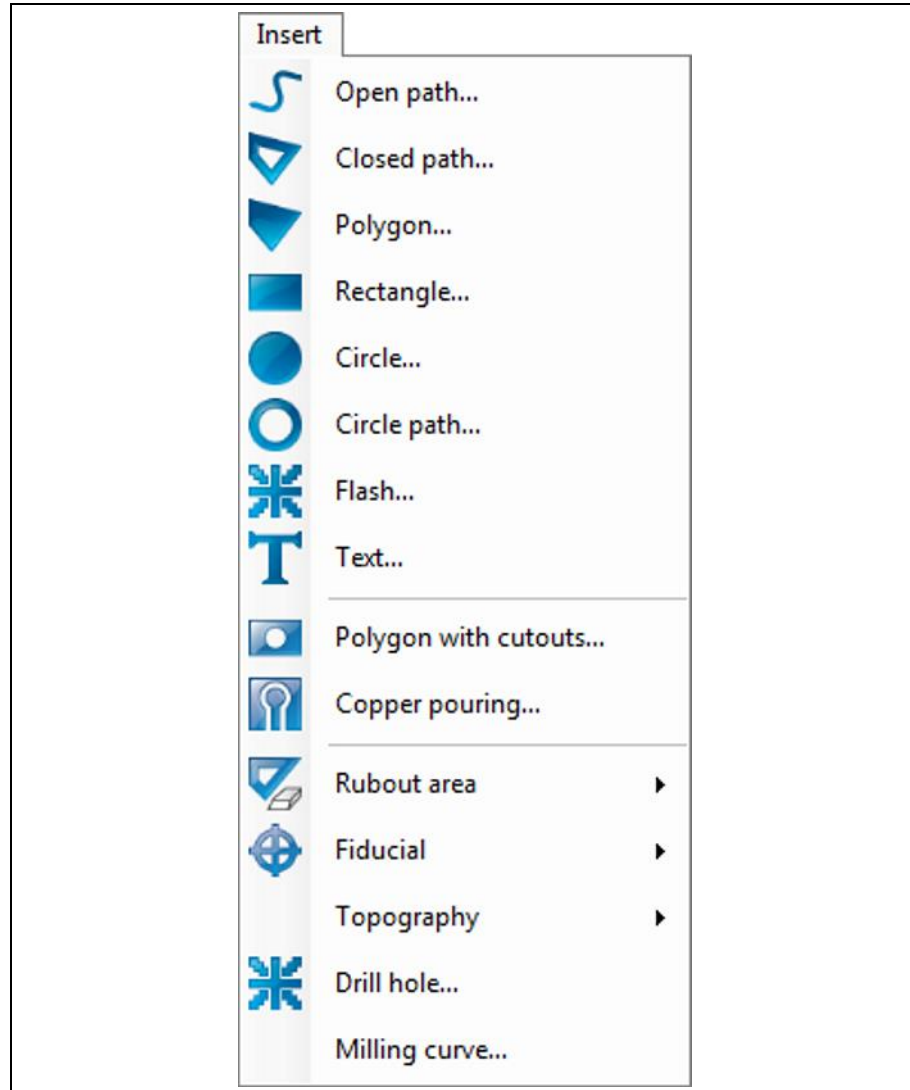 Insert
Open path...
Closed path...
Polygon...
Rectangle...
Circle...
Circle path...
Flash...
Text...
Polygon with cutouts...
Copper pouring...
Rubout area
Fiducial
Topography
Drill hole...
Milling curve...